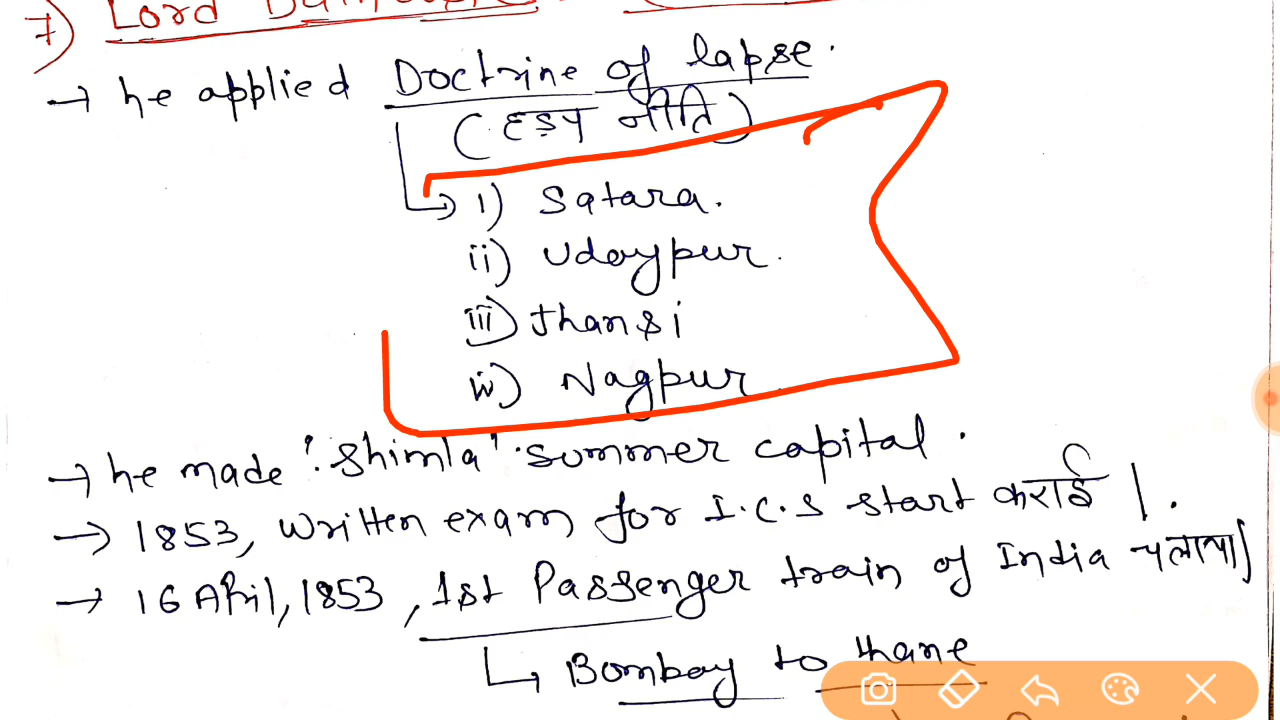 7) Lord Dalhousie
→ he applied Doctrine of lapse.
(हड़प नीति)
i) Satara.
ii) Udaypur.
iii) Jhansi
iv) Nagpur
→ he made 'Shimla' summer capital.
→ 1853, written exam for I.C.S start कराई |.
→ 16 April, 1853, 1st Passenger train of India चलाया|
Bombay to thane